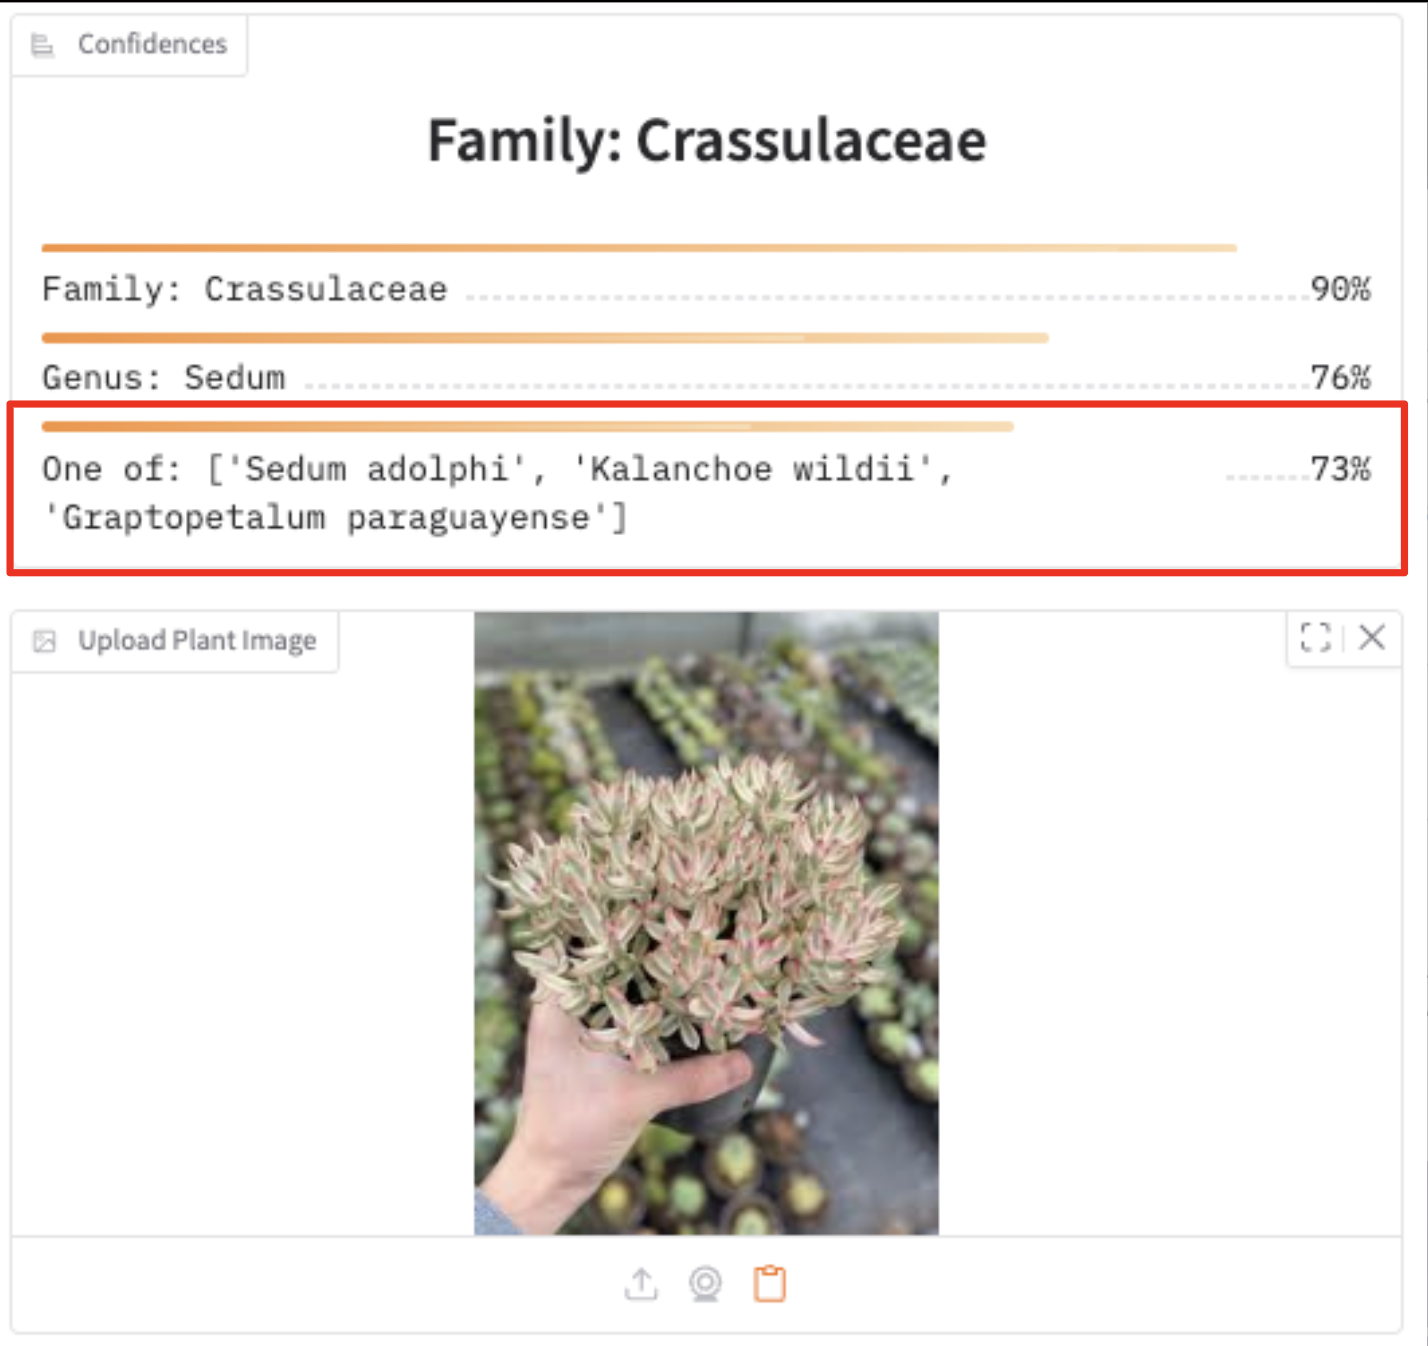 Confidences
Family: Crassulaceae
Family: Crassulaceae 90%
Genus: Sedum 76%
One of: ['Sedum adolphi', 'Kalanchoe wildii', 73%
'Graptopetalum paraguayense']
Upload Plant Image